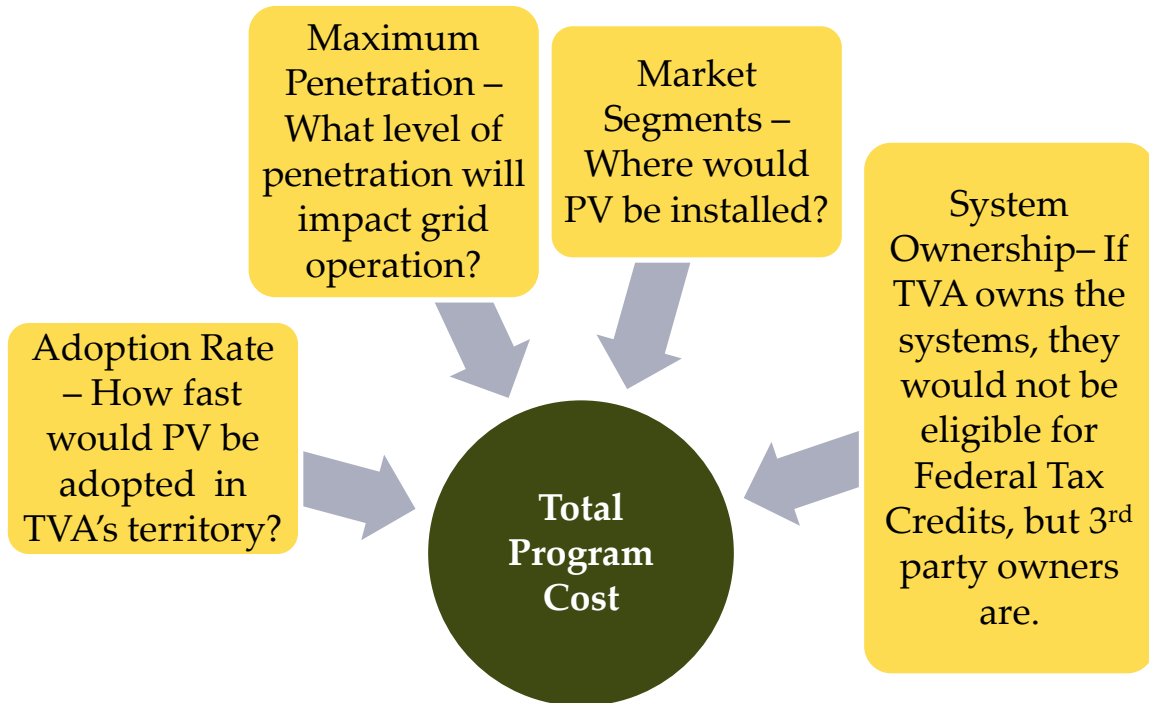 Adoption Rate
– How fast
would PV be
adopted  in
TVA’s territory?
Maximum
Penetration –
What level of
penetration will
impact grid
operation?
Market
Segments –
Where would
PV be installed?
System
Ownership– If
TVA owns the
systems, they
would not be
eligible for
Federal Tax
Credits, but 3rd
party owners
are.
Total
Program
Cost